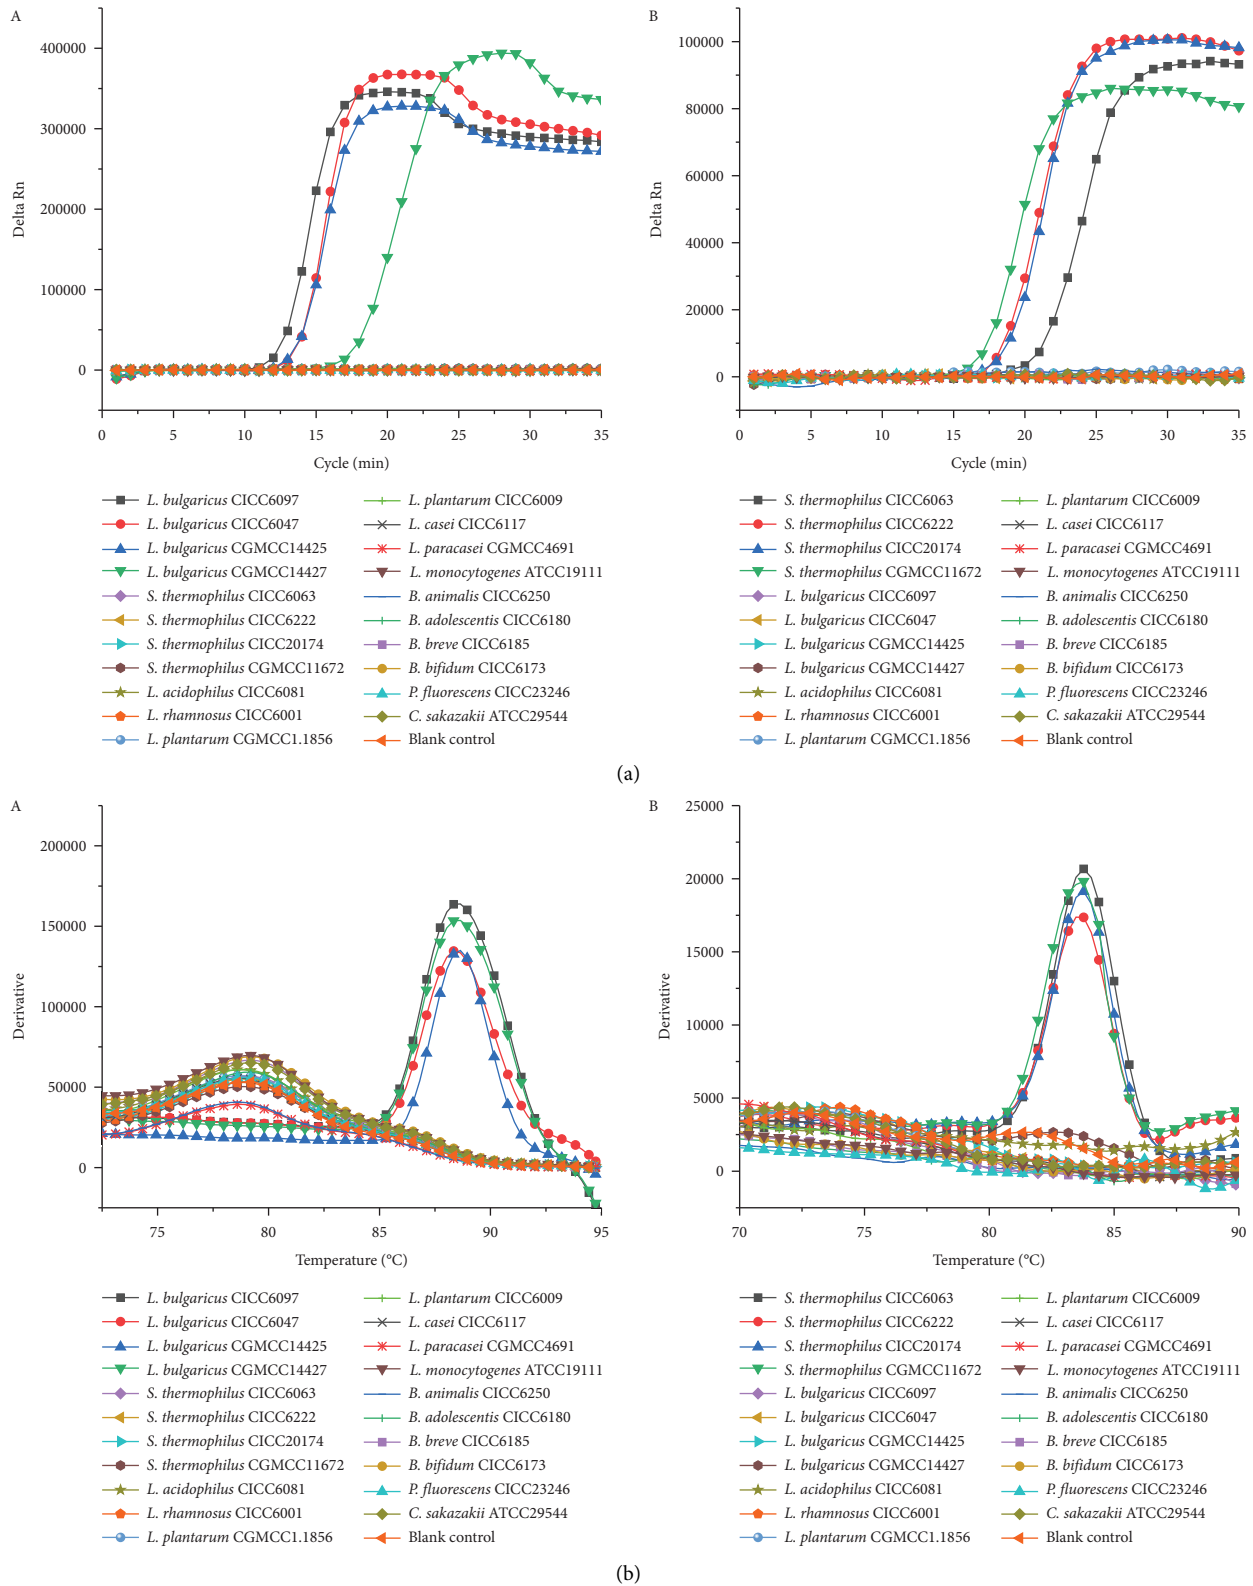 A
400000
300000
200000
100000
0
Delta Rn
0 5 10 15 20 25 30 35
Cycle (min)
L. bulgaricus CICC6097
L. bulgaricus CICC6047
L. bulgaricus CGMCC14425
L. bulgaricus CGMCC14427
S. thermophilus CICC6063
S. thermophilus CICC6222
S. thermophilus CICC20174
S. thermophilus CGMCC11672
L. acidophilus CICC6081
L. rhamnosus CICC6001
L. plantarum CGMCC1.1856
L. plantarum CICC6009
L. casei CICC6117
L. paracasei CGMCC4691
L. monocytogenes ATCC19111
B. animalis CICC6250
B. adolescentis CICC6180
B. breve CICC6185
B. bifidum CICC6173
P. fluorescens CICC23246
C. sakazakii ATCC29544
Blank control
B
100000
80000
60000
40000
20000
0
Delta Rn
0 5 10 15 20 25 30 35
Cycle (min)
S. thermophilus CICC6063
S. thermophilus CICC6222
S. thermophilus CICC20174
S. thermophilus CGMCC11672
L. bulgaricus CICC6097
L. bulgaricus CICC6047
L. bulgaricus CGMCC14425
L. bulgaricus CGMCC14427
L. acidophilus CICC6081
L. rhamnosus CICC6001
L. plantarum CGMCC1.1856
L. plantarum CICC6009
L. casei CICC6117
L. paracasei CGMCC4691
L. monocytogenes ATCC19111
B. animalis CICC6250
B. adolescentis CICC6180
B. breve CICC6185
B. bifidum CICC6173
P. fluorescens CICC23246
C. sakazakii ATCC29544
Blank control
(a)
A
200000
150000
100000
50000
0
Derivative
75 80 85 90 95
Temperature (°C)
L. bulgaricus CICC6097
L. bulgaricus CICC6047
L. bulgaricus CGMCC14425
L. bulgaricus CGMCC14427
S. thermophilus CICC6063
S. thermophilus CICC6222
S. thermophilus CICC20174
S. thermophilus CGMCC11672
L. acidophilus CICC6081
L. rhamnosus CICC6001
L. plantarum CGMCC1.1856
L. plantarum CICC6009
L. casei CICC6117
L. paracasei CGMCC4691
L. monocytogenes ATCC19111
B. animalis CICC6250
B. adolescentis CICC6180
B. breve CICC6185
B. bifidum CICC6173
P. fluorescens CICC23246
C. sakazakii ATCC29544
Blank control
B
25000
20000
15000
10000
5000
0
Derivative
70 75 80 85 90
Temperature (°C)
S. thermophilus CICC6063
S. thermophilus CICC6222
S. thermophilus CICC20174
S. thermophilus CGMCC11672
L. bulgaricus CICC6097
L. bulgaricus CICC6047
L. bulgaricus CGMCC14425
L. bulgaricus CGMCC14427
L. acidophilus CICC6081
L. rhamnosus CICC6001
L. plantarum CGMCC1.1856
L. plantarum CICC6009
L. casei CICC6117
L. paracasei CGMCC4691
L. monocytogenes ATCC19111
B. animalis CICC6250
B. adolescentis CICC6180
B. breve CICC6185
B. bifidum CICC6173
P. fluorescens CICC23246
C. sakazakii ATCC29544
Blank control
(b)